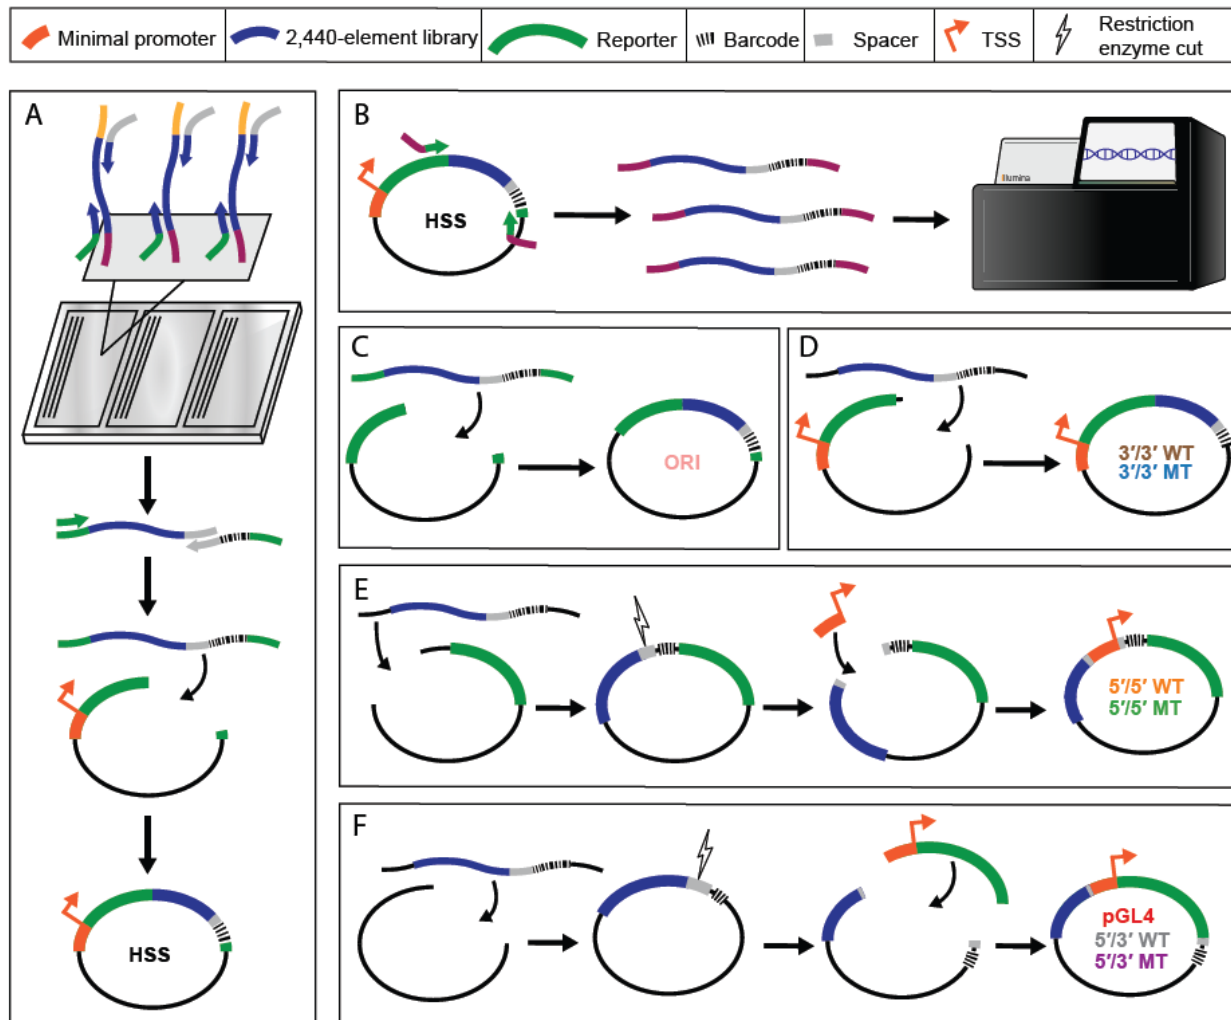 Minimal promoter
2,440-element library
Reporter
Barcode
Spacer
TSS
Restriction
enzyme cut
A
HSS
B
HSS
illumina
C
ORI
D
3′/3′ WT
3′/3′ MT
E
5′/5′ WT
5′/5′ MT
F
pGL4
5′/3′ WT
5′/3′ MT